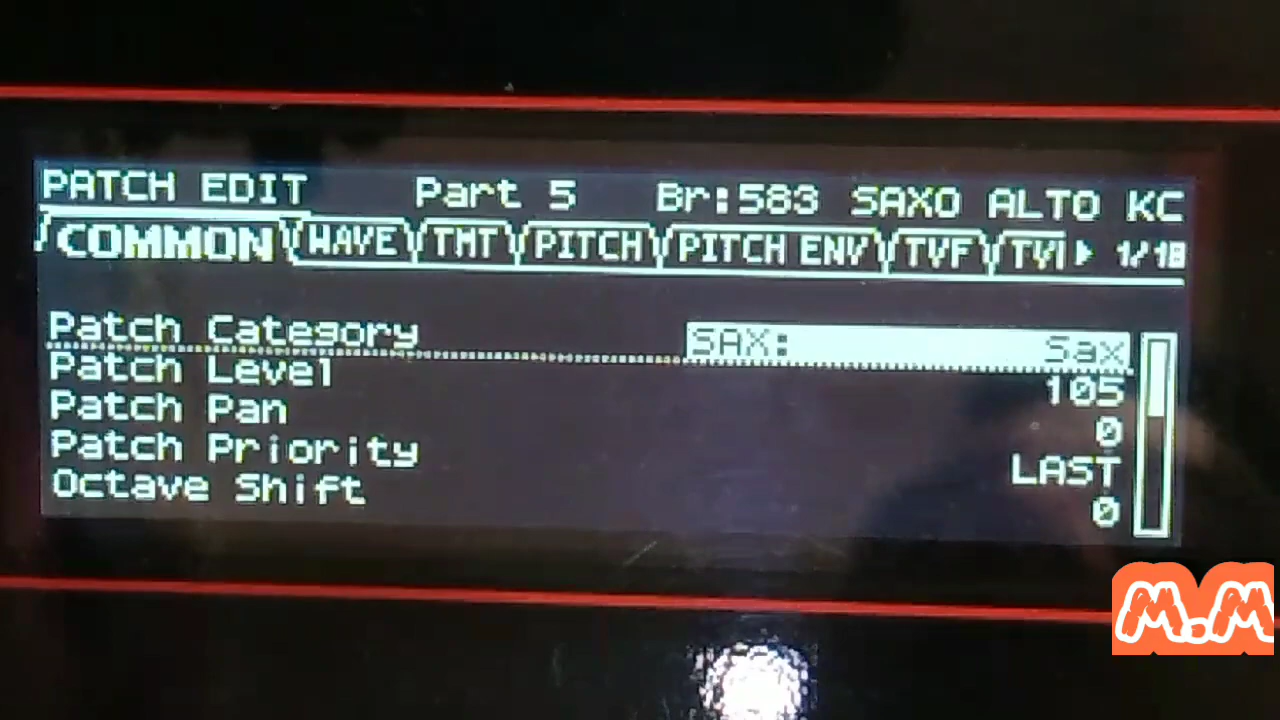 PATCH EDIT Part 5 Br:583 SAXO ALTO KC
COMMON WAVE TMT PITCH PITCH ENV TVF TV 1/18
Patch Category SAX: Sax
Patch Level 105
Patch Pan 0
Patch Priority LAST
Octave Shift 0
M.M